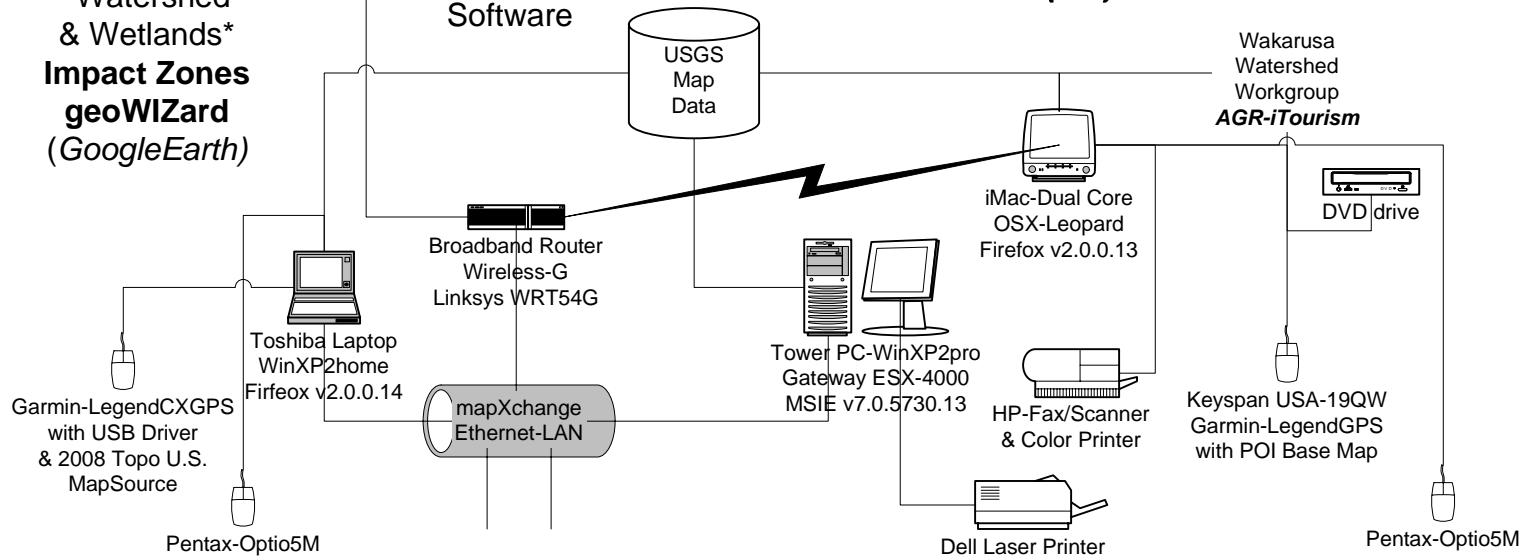 Watershed
& Wetlands*
Impact Zones
geoWIZard
(GoogleEarth)
Software
USGS
Map
Data
Wakarusa
Watershed
Workgroup
AGR-iTourism
iMac-Dual Core
OSX-Leopard
Firefox v2.0.0.13
DVD drive
Broadband Router
Wireless-G
Linksys WRT54G
Toshiba Laptop
WinXP2home
Firfeox v2.0.0.14
Tower PC-WinXP2pro
Gateway ESX-4000
MSIE v7.0.5730.13
mapXchange
Ethernet-LAN
HP-Fax/Scanner
& Color Printer
Keyspan USA-19QW
Garmin-LegendGPS
with POI Base Map
Garmin-LegendCXGPS
with USB Driver
& 2008 Topo U.S.
MapSource
Pentax-Optio5M
Dell Laser Printer
Pentax-Optio5M